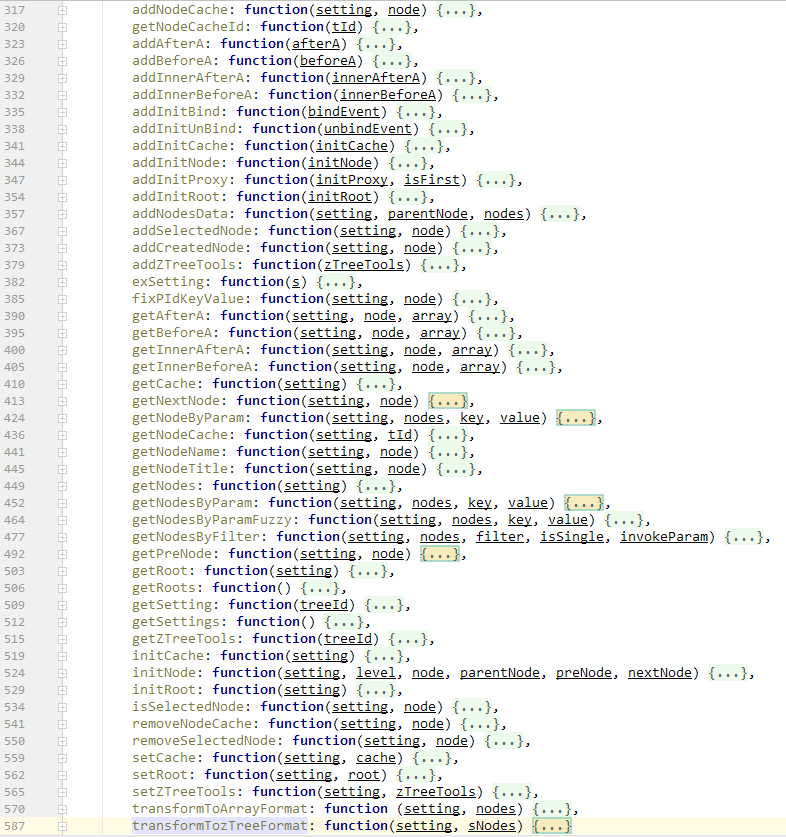 317 addNodeCache: function(setting, node) {...},
320 getNodeCacheId: function(tId) {...},
323 addAfterA: function(afterA) {...},
326 addBeforeA: function(beforeA) {...},
329 addInnerAfterA: function(innerAfterA) {...},
332 addInnerBeforeA: function(innerBeforeA) {...},
335 addInitBind: function(bindEvent) {...},
338 addInitUnBind: function(unbindEvent) {...},
341 addInitCache: function(initCache) {...},
344 addInitNode: function(initNode) {...},
347 addInitProxy: function(initProxy, isFirst) {...},
354 addInitRoot: function(initRoot) {...},
357 addNodesData: function(setting, parentNode, nodes) {...},
367 addSelectedNode: function(setting, node) {...},
373 addCreatedNode: function(setting, node) {...},
379 addZTreeTools: function(zTreeTools) {...},
382 exSetting: function(s) {...},
385 fixPIdKeyValue: function(setting, node) {...},
390 getAfterA: function(setting, node, array) {...},
395 getBeforeA: function(setting, node, array) {...},
400 getInnerAfterA: function(setting, node, array) {...},
405 getInnerBeforeA: function(setting, node, array) {...},
410 getCache: function(setting) {...},
413 getNextNode: function(setting, node) {...},
424 getNodeByParam: function(setting, nodes, key, value) {...},
436 getNodeCache: function(setting, tId) {...},
441 getNodeName: function(setting, node) {...},
445 getNodeTitle: function(setting, node) {...},
449 getNodes: function(setting) {...},
452 getNodesByParam: function(setting, nodes, key, value) {...},
464 getNodesByParamFuzzy: function(setting, nodes, key, value) {...},
477 getNodesByFilter: function(setting, nodes, filter, isSingle, invokeParam) {...},
492 getPreNode: function(setting, node) {...},
503 getRoot: function(setting) {...},
506 getRoots: function() {...},
509 getSetting: function(treeId) {...},
512 getSettings: function() {...},
515 getZTreeTools: function(treeId) {...},
519 initCache: function(setting) {...},
524 initNode: function(setting, level, node, parentNode, preNode, nextNode) {...},
529 initRoot: function(setting) {...},
534 isSelectedNode: function(setting, node) {...},
541 removeNodeCache: function(setting, node) {...},
550 removeSelectedNode: function(setting, node) {...},
559 setCache: function(setting, cache) {...},
562 setRoot: function(setting, root) {...},
565 setZTreeTools: function(setting, zTreeTools) {...},
570 transformToArrayFormat: function (setting, nodes) {...},
587 transformTozTreeFormat: function(setting, sNodes) {...}